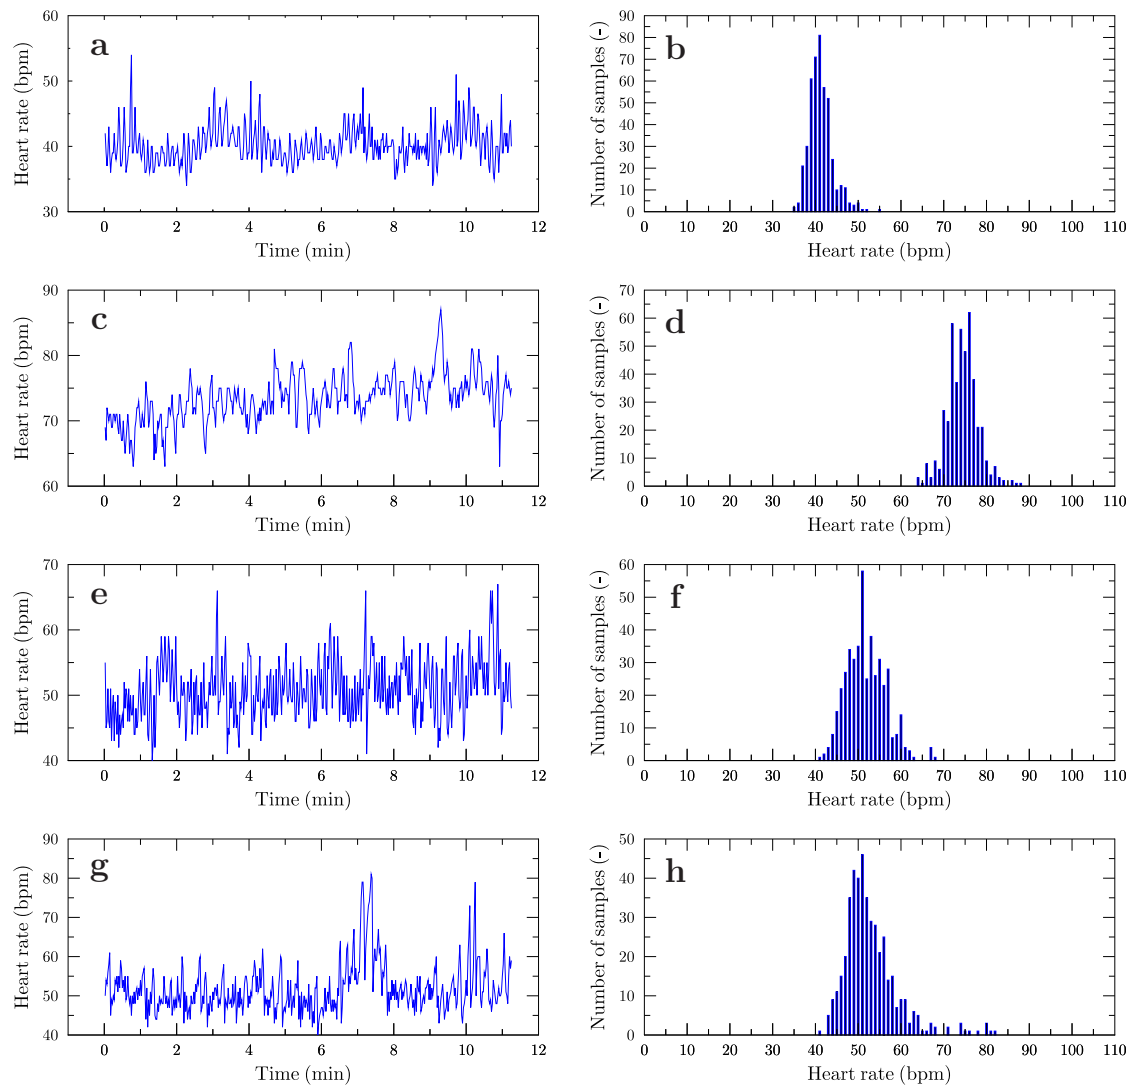 a
Heart rate (bpm)
60
50
40
30
0 2 4 6 8 10 12
Time (min)
b
Number of samples (-)
90
80
70
60
50
40
30
20
10
0
0 10 20 30 40 50 60 70 80 90 100 110
Heart rate (bpm)
c
Heart rate (bpm)
90
80
70
60
0 2 4 6 8 10 12
Time (min)
d
Number of samples (-)
70
60
50
40
30
20
10
0
0 10 20 30 40 50 60 70 80 90 100 110
Heart rate (bpm)
e
Heart rate (bpm)
70
60
50
40
0 2 4 6 8 10 12
Time (min)
f
Number of samples (-)
60
50
40
30
20
10
0
0 10 20 30 40 50 60 70 80 90 100 110
Heart rate (bpm)
g
Heart rate (bpm)
90
80
70
60
50
40
0 2 4 6 8 10 12
Time (min)
h
Number of samples (-)
50
40
30
20
10
0
0 10 20 30 40 50 60 70 80 90 100 110
Heart rate (bpm)